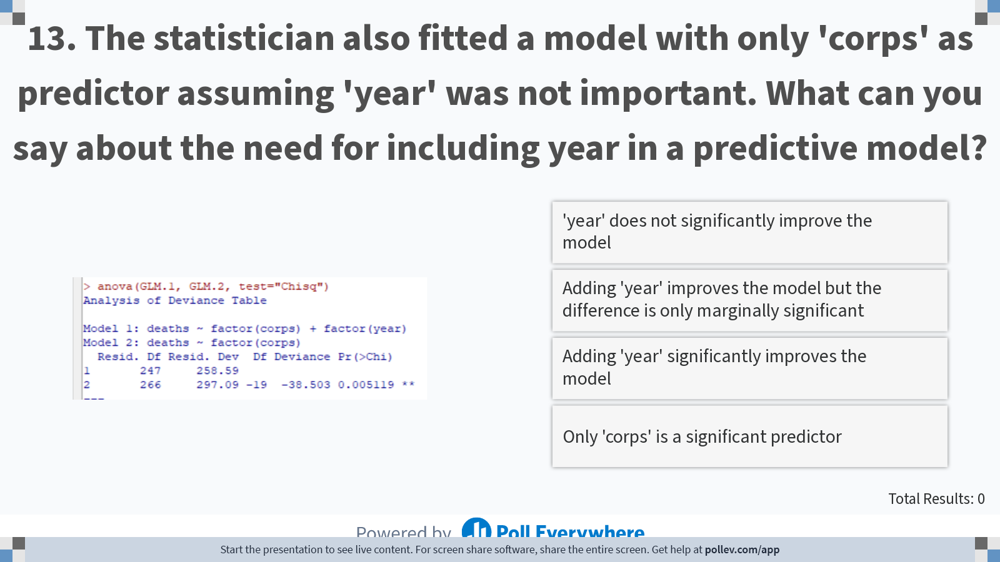 13. The statistician also fitted a model with only 'corps' as
predictor assuming 'year' was not important. What can you
say about the need for including year in a predictive model?
'year' does not significantly improve the
model
Adding 'year' improves the model but the
difference is only marginally significant
Adding 'year' significantly improves the
model
Only 'corps' is a significant predictor
> anova(GLM.1, GLM.2, test="Chisq")
Analysis of Deviance Table
Model 1: deaths ~ factor(corps) + factor(year)
Model 2: deaths ~ factor(corps)
Resid. Df Resid. Dev Df Deviance Pr(>Chi)
1 247 258.59
2 266 297.09 -19 -38.503 0.005119 **
---
Total Results: 0
Powered by Poll Everywhere
Start the presentation to see live content. For screen share software, share the entire screen. Get help at pollev.com/app